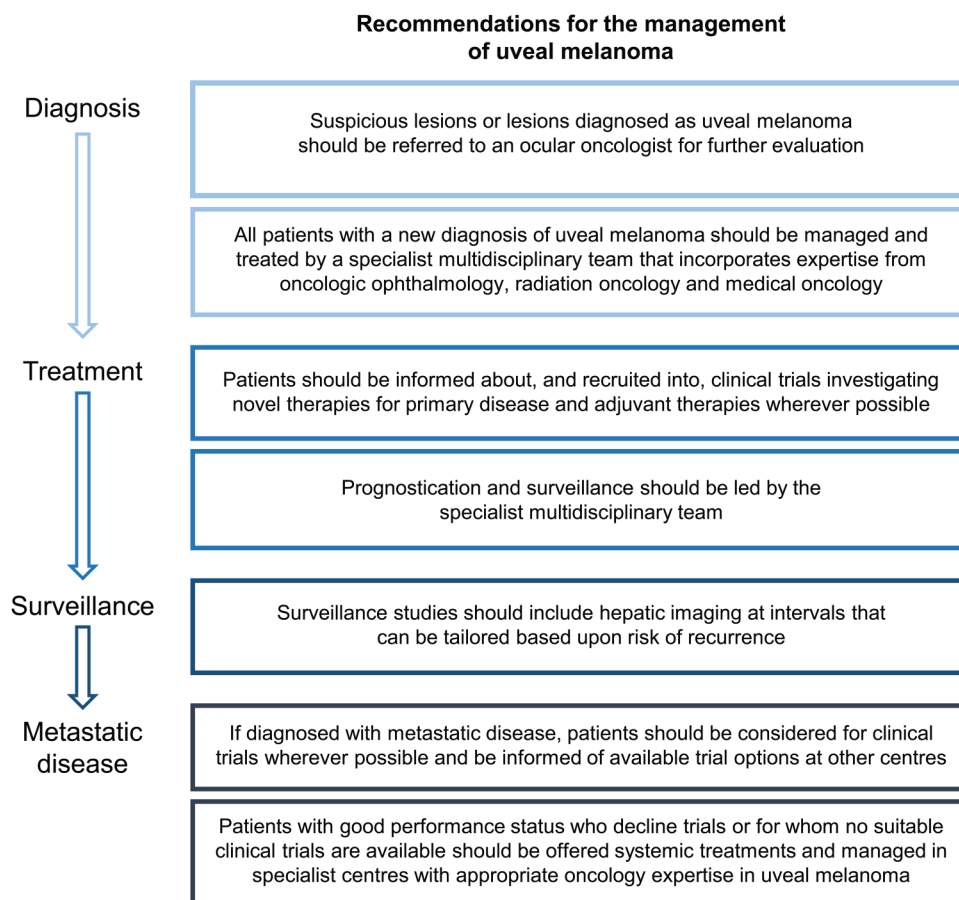 Recommendations for the management
of uveal melanoma
Diagnosis
Suspicious lesions or lesions diagnosed as uveal melanoma
should be referred to an ocular oncologist for further evaluation
All patients with a new diagnosis of uveal melanoma should be managed and
treated by a specialist multidisciplinary team that incorporates expertise from
oncologic ophthalmology, radiation oncology and medical oncology
Treatment
Patients should be informed about, and recruited into, clinical trials investigating
novel therapies for primary disease and adjuvant therapies wherever possible
Prognostication and surveillance should be led by the
specialist multidisciplinary team
Surveillance
Surveillance studies should include hepatic imaging at intervals that
can be tailored based upon risk of recurrence
Metastatic
disease
If diagnosed with metastatic disease, patients should be considered for clinical
trials wherever possible and be informed of available trial options at other centres
Patients with good performance status who decline trials or for whom no suitable
clinical trials are available should be offered systemic treatments and managed in
specialist centres with appropriate oncology expertise in uveal melanoma